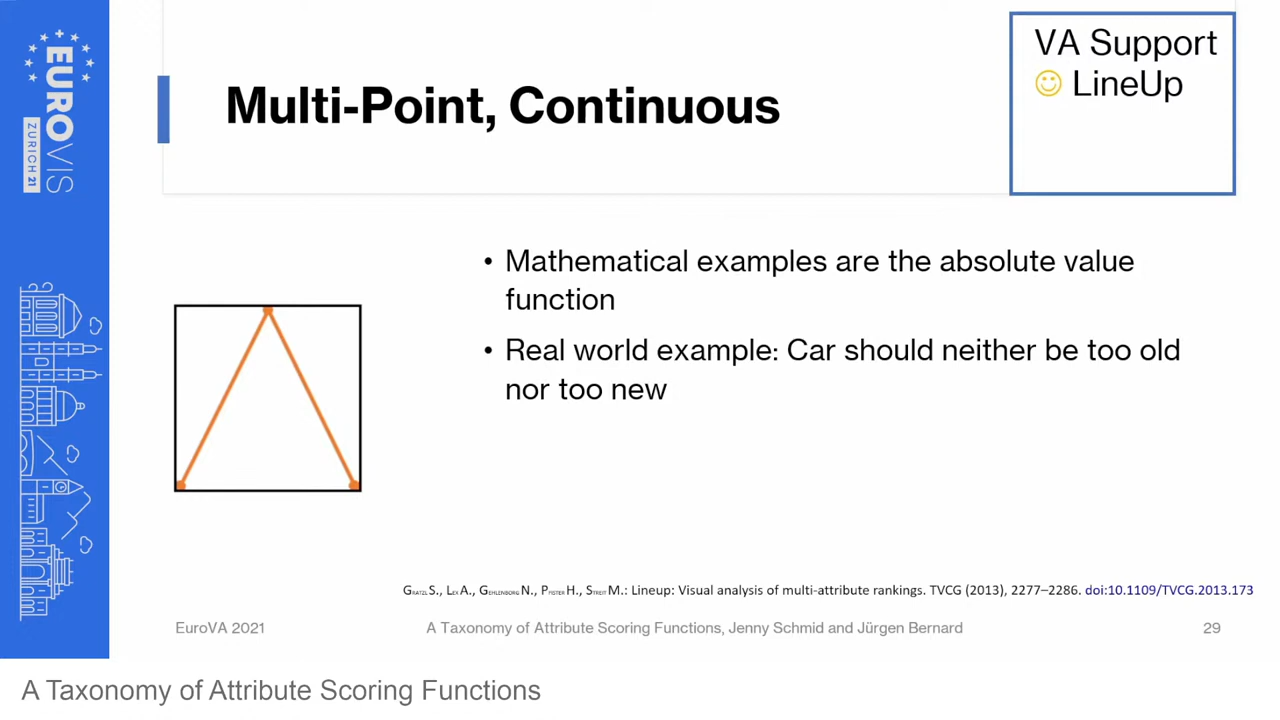 EUROVIS
ZURICH 21
Multi-Point, Continuous
VA Support
LineUp
• Mathematical examples are the absolute value
function
• Real world example: Car should neither be too old
nor too new
GRATZL S., LEX A., GEHLENBORG N., PFISTER H., STREIT M.: Lineup: Visual analysis of multi-attribute rankings. TVCG (2013), 2277–2286. doi:10.1109/TVCG.2013.173
EuroVA 2021
A Taxonomy of Attribute Scoring Functions, Jenny Schmid and Jürgen Bernard
29
A Taxonomy of Attribute Scoring Functions